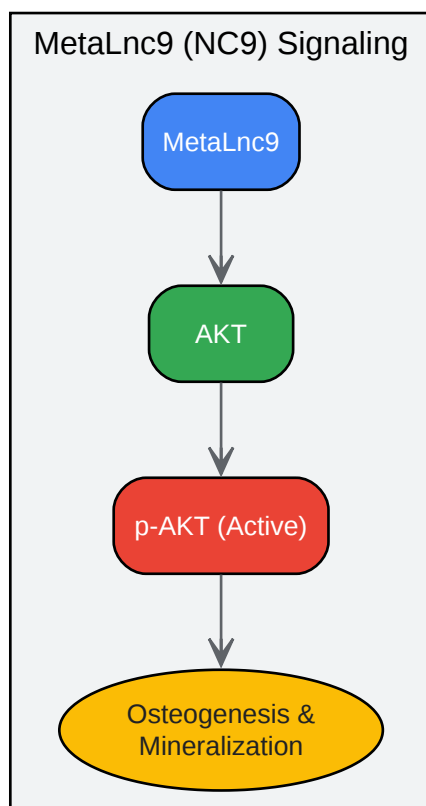 MetaLnc9 (NC9) Signaling
MetaLnc9
AKT
p-AKT (Active)
Osteogenesis &
Mineralization